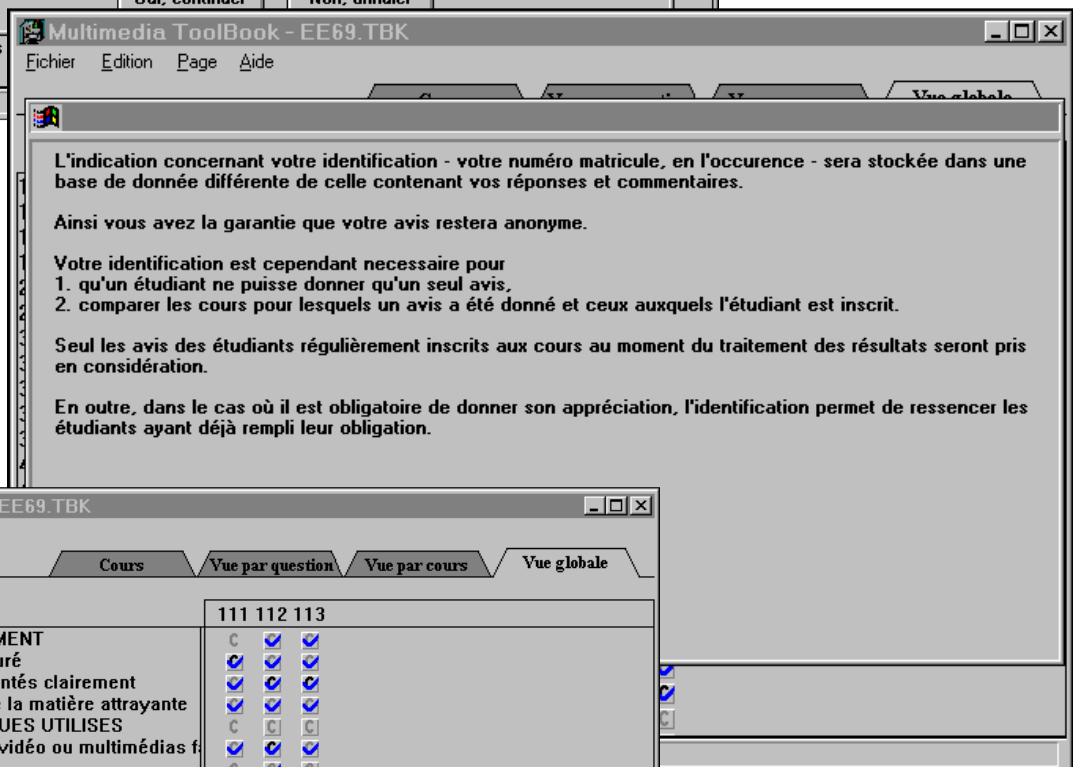 Oui, continuer Non, annuler
Multimedia ToolBook - EE69.TBK
Fichier Edition Page Aide
Vue globale
L'indication concernant votre identification - votre numéro matricule, en l'occurence - sera stockée dans une
base de donnée différente de celle contenant vos réponses et commentaires.
Ainsi vous avez la garantie que votre avis restera anonyme.
Votre identification est cependant necessaire pour
1. qu'un étudiant ne puisse donner qu'un seul avis,
2. comparer les cours pour lesquels un avis a été donné et ceux auxquels l'étudiant est inscrit.
Seul les avis des étudiants régulièrement inscrits aux cours au moment du traitement des résultats seront pris
en considération.
En outre, dans le cas où il est obligatoire de donner son appréciation, l'identification permet de ressencer les
étudiants ayant déjà rempli leur obligation.
EE69.TBK
Cours Vue par question Vue par cours Vue globale
111 112 113
MENT C
uré C
ntés clairement C C
e la matière attrayante
UES UTILISES C C C
vidéo ou multimédias f C
C
C